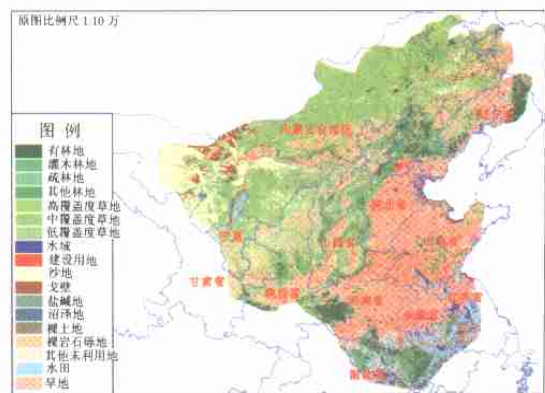 原图比例尺 1:10 万
图 例
有林地
灌木林地
疏林地
其他林地
高覆盖度草地
中覆盖度草地
低覆盖度草地
水域
建设用地
沙地
戈壁
盐碱地
沼泽地
裸土地
裸岩石砾地
其他未利用地
水田
旱地
内蒙古自治区
河北省
山西省
山东省
宁夏
甘肃省
陕西省
河南省
安徽省